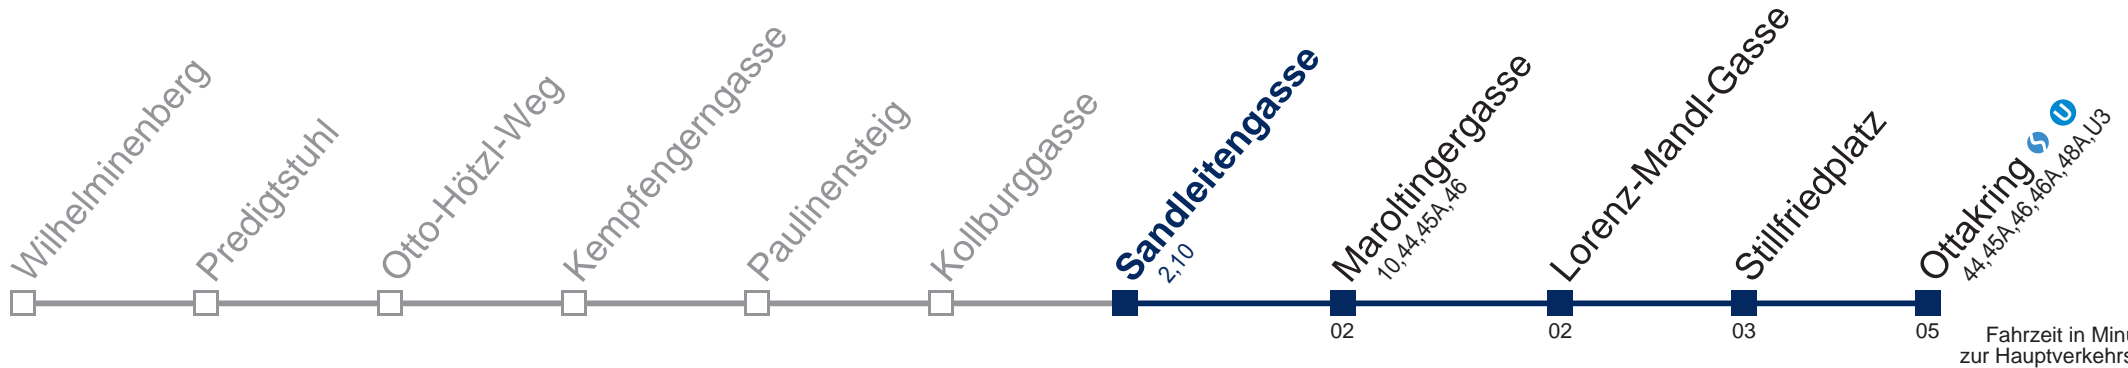 Wilhelminenberg
Predigtstuhl
Otto-Hötzl-Weg
Kempfengerngasse
Paulinensteig
Kollburggasse
Sandleitengasse
2,10
Maroltingergasse
10,44,45A,46
Lorenz-Mandl-Gasse
Stillfriedplatz
Ottakring S U
44,45A,46,46A,48A,U3
02
02
03
05
Fahrzeit in Minu
zur Hauptverkehrs